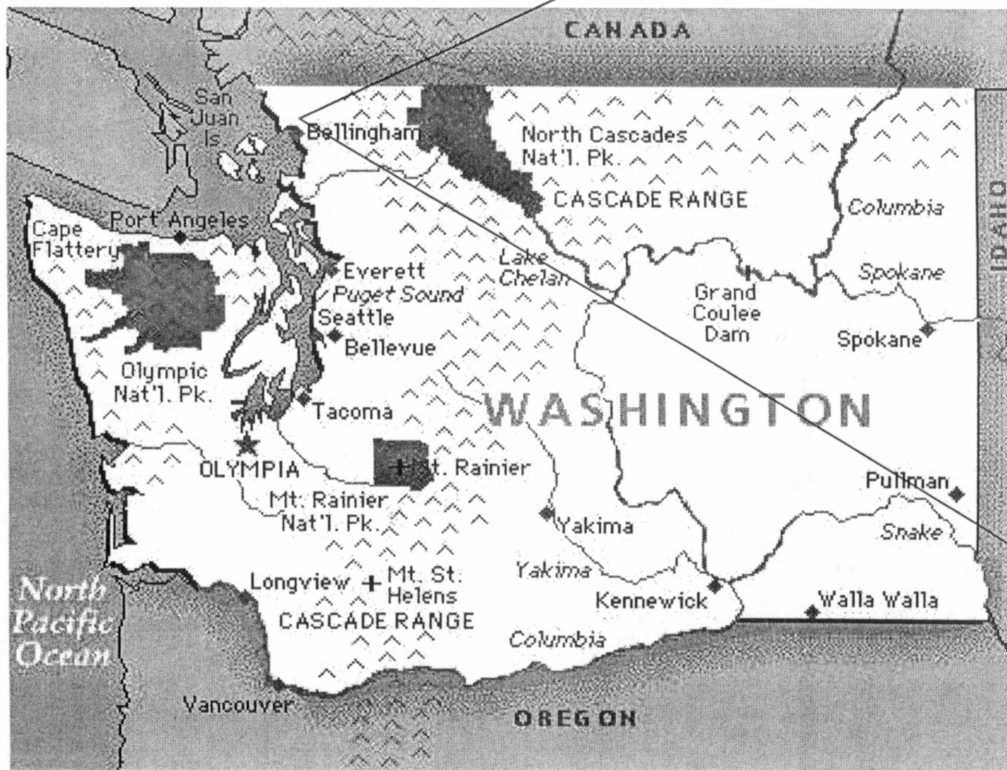 CANADA
San
Juan
Is.
Bellingham
North Cascades
Nat'l. Pk.
CASCADE RANGE
Columbia
IDAHO
Port Angeles
Cape
Flattery
Everett
Puget Sound
Seattle
Bellevue
Lake
Chelan
Grand
Coulee
Dam
Spokane
Spokane
Olympic
Nat'l. Pk.
Tacoma
WASHINGTON
OLYMPIA
Mt. Rainier
Mt. Rainier
Nat'l. Pk.
Pullman
Snake
Yakima
Yakima
Longview
Mt. St.
Helens
CASCADE RANGE
Kennewick
Walla Walla
Columbia
North
Pacific
Ocean
Vancouver
OREGON